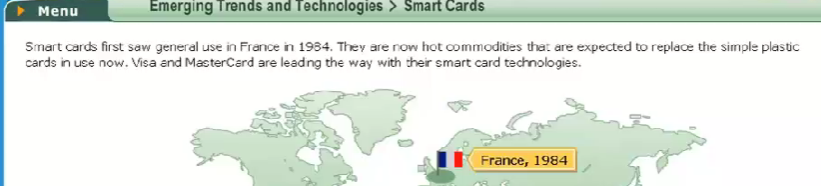 Menu
Emerging Trends and Technologies > Smart Cards
Smart cards first saw general use in France in 1984. They are now hot commodities that are expected to replace the simple plastic
cards in use now. Visa and MasterCard are leading the way with their smart card technologies.
France, 1984